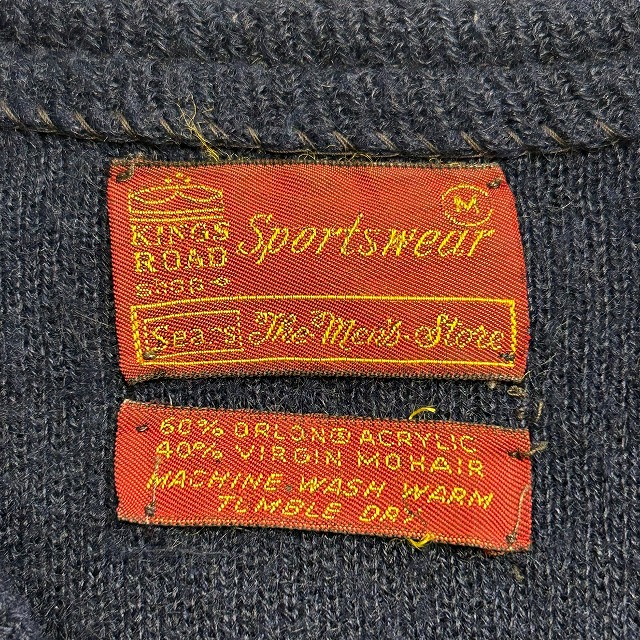 M
KINGS
ROAD
Sportswear
Sears The Men's Store
60% ORLON® ACRYLIC
40% VIRGIN MOHAIR
MACHINE WASH WARM
TUMBLE DRY